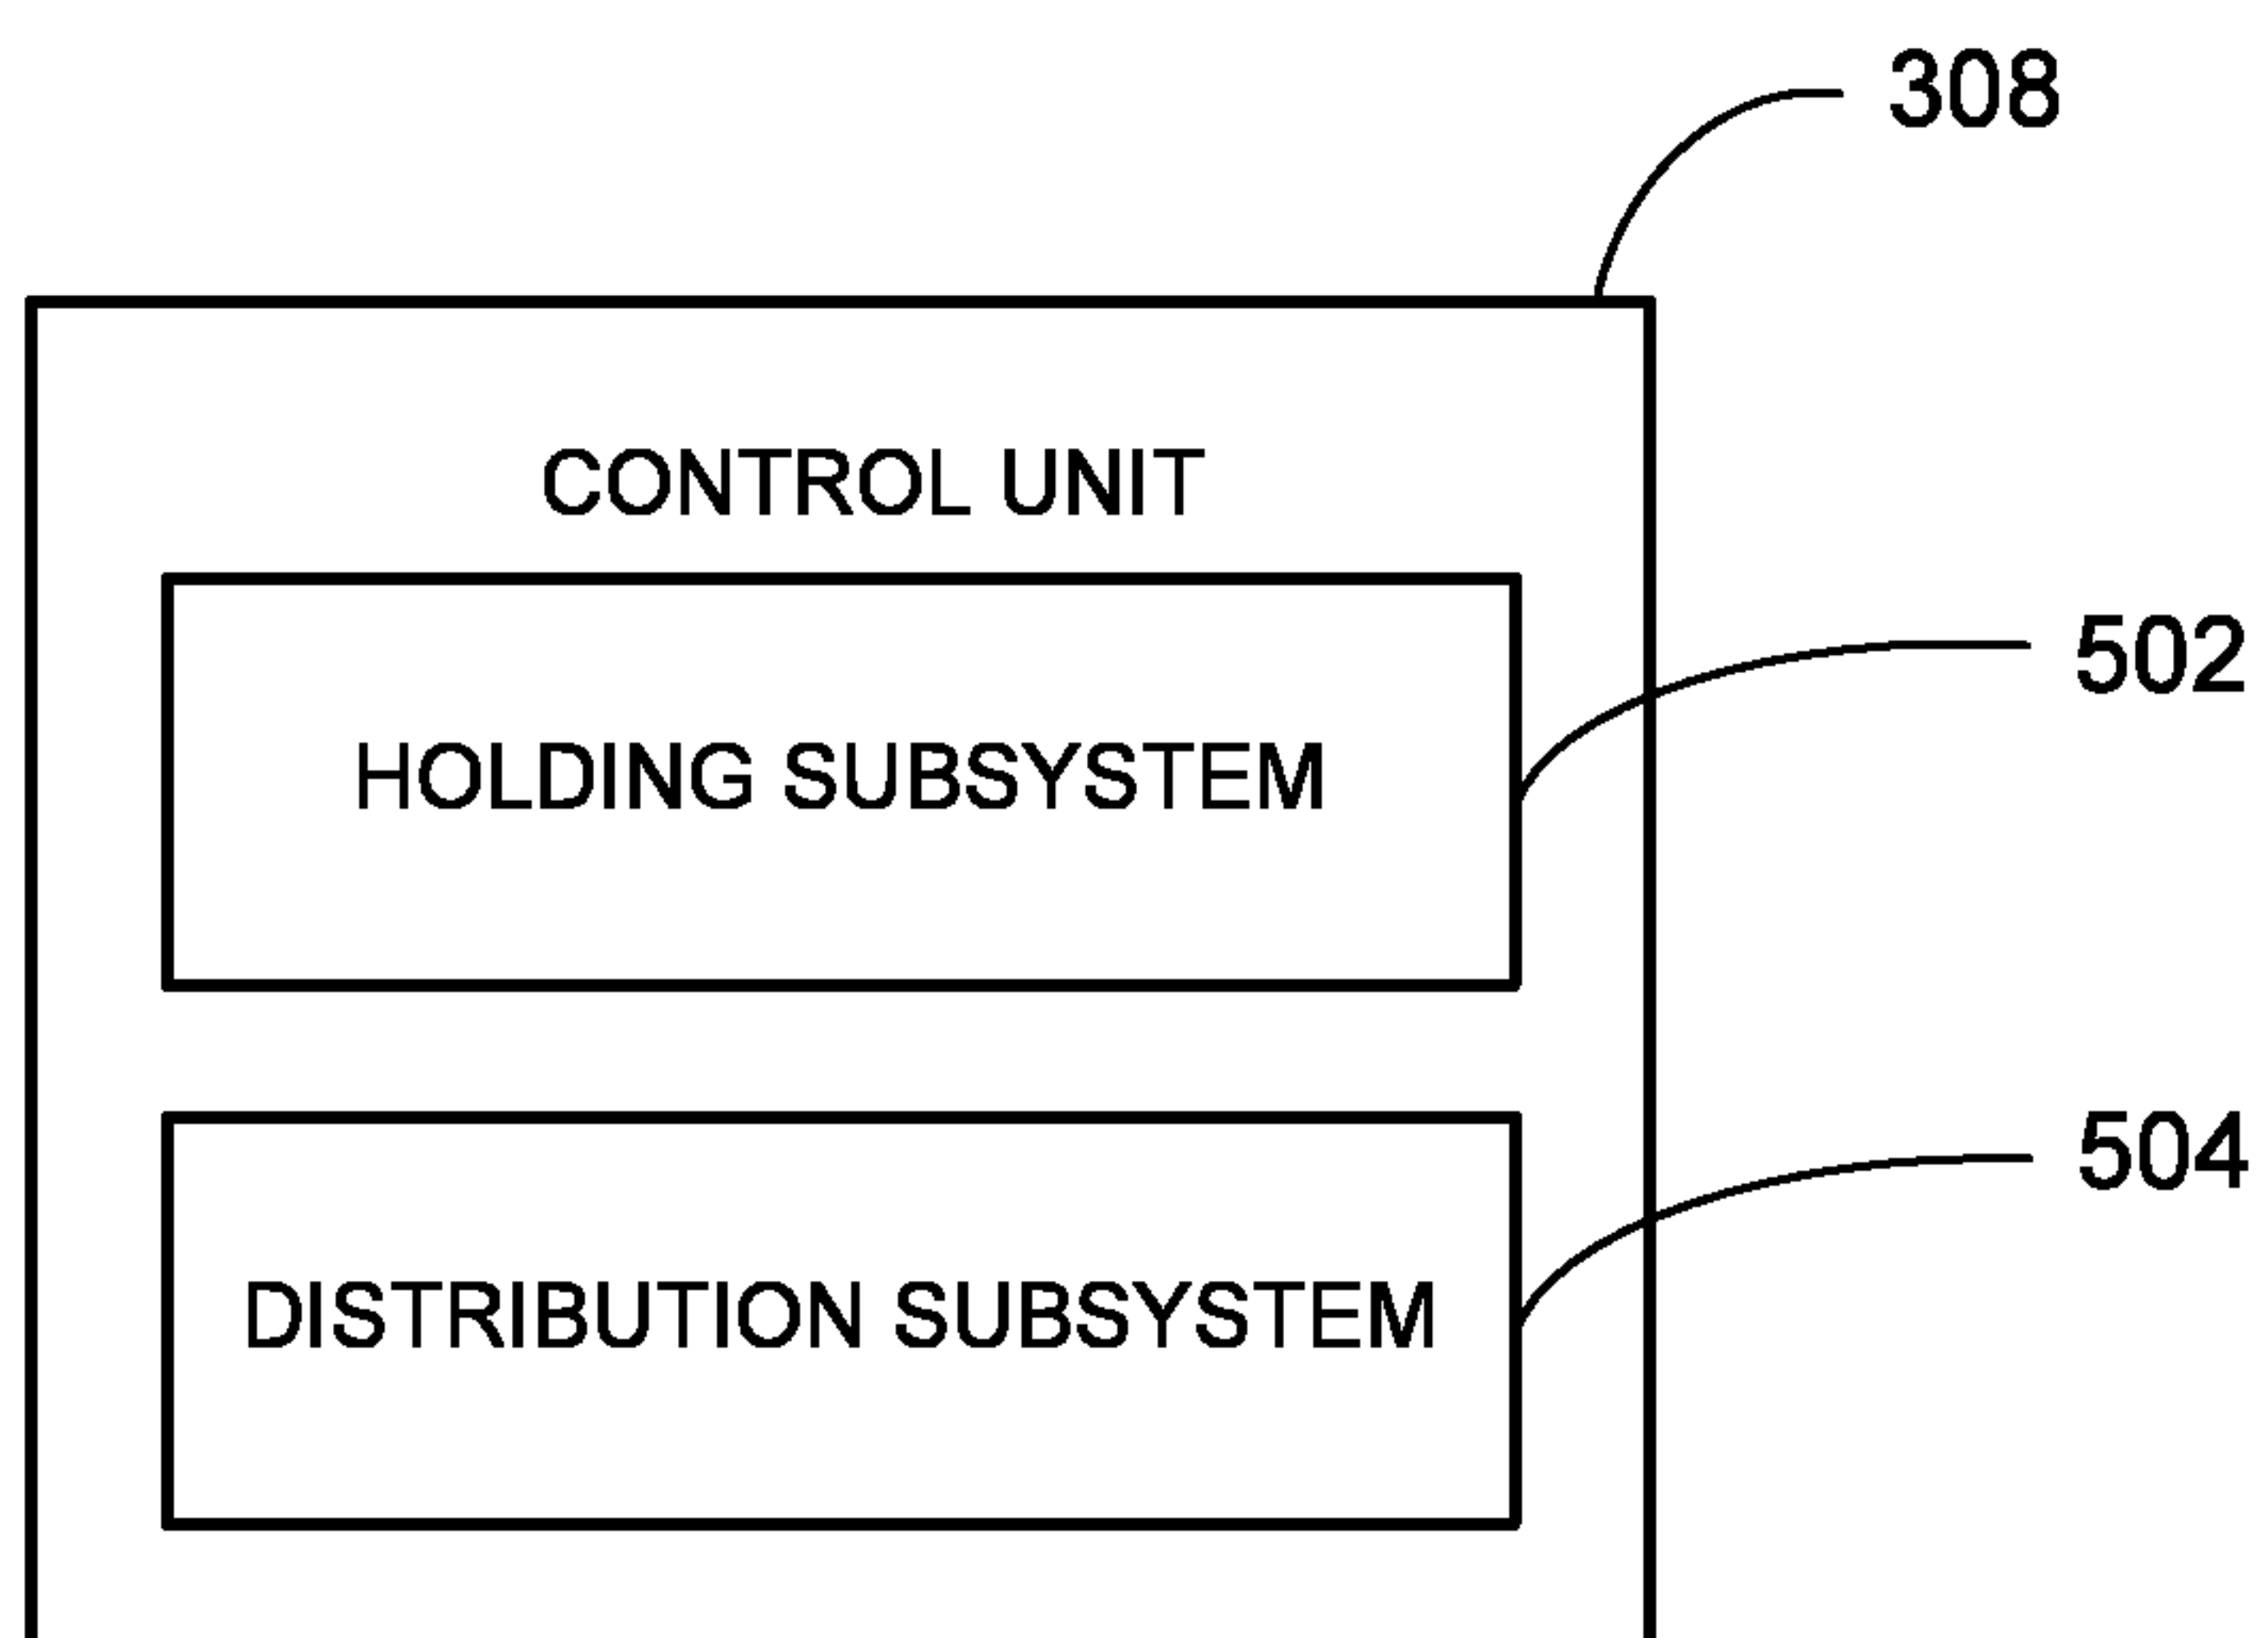 308
CONTROL UNIT
502
HOLDING SUBSYSTEM
504
DISTRIBUTION SUBSYSTEM